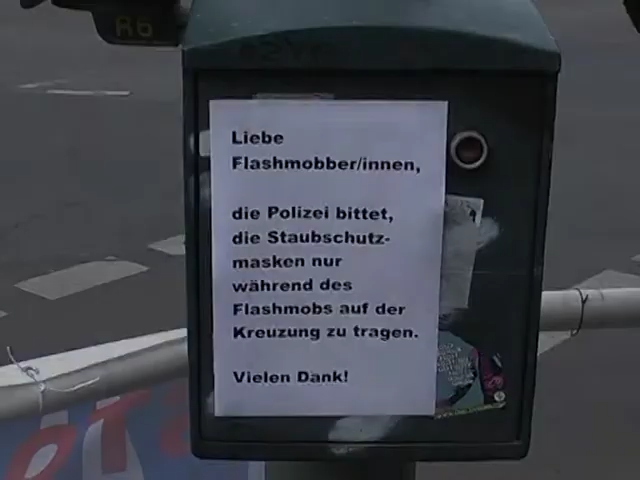 R6
Liebe
Flashmobber/innen,
die Polizei bittet,
die Staubschutz-
masken nur
während des
Flashmobs auf der
Kreuzung zu tragen.
Vielen Dank!